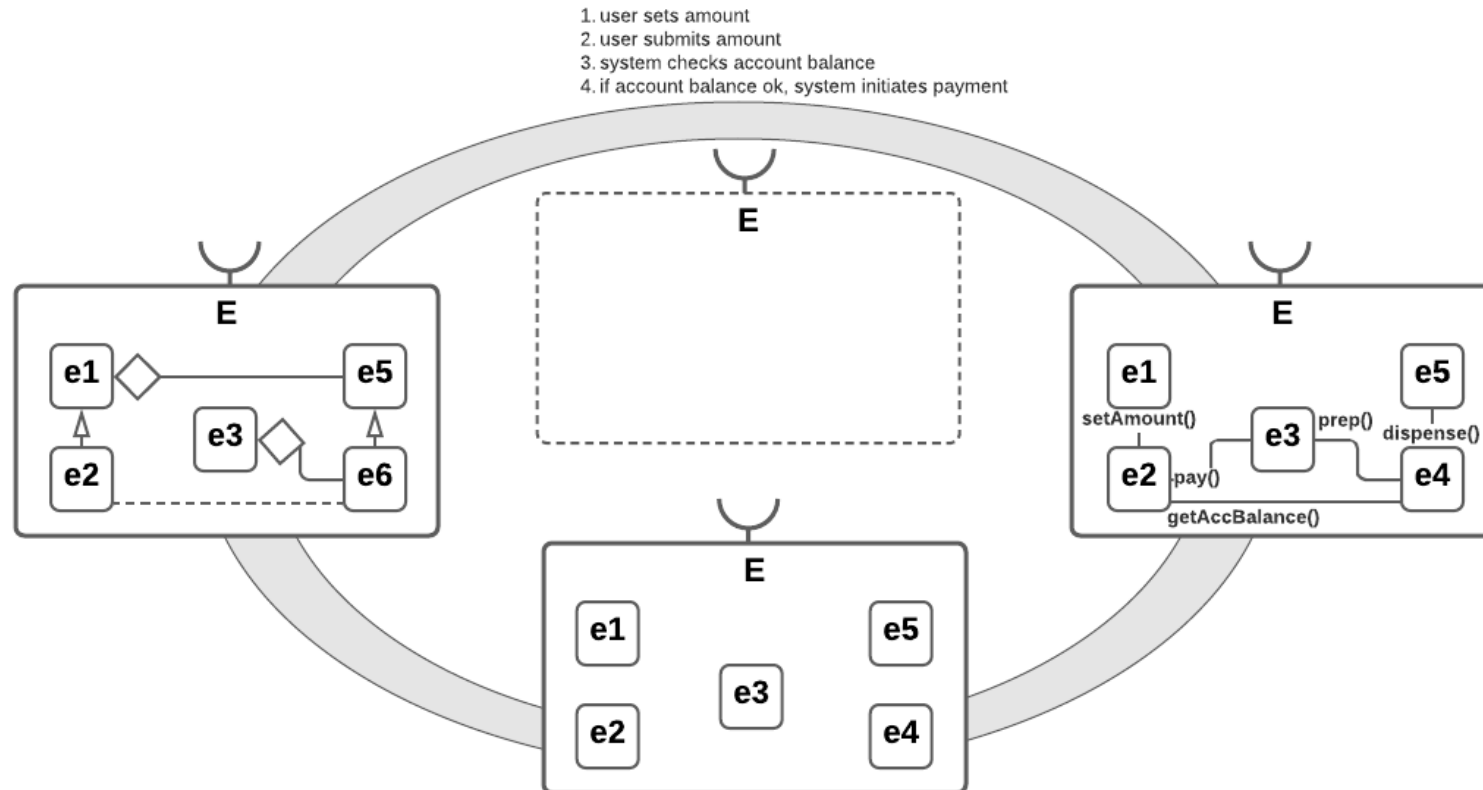 1. user sets amount
2. user submits amount
3. system checks account balance
4. if account balance ok, system initiates payment
E
E
e1
e5
e3
e2
e6
E
e1
e5
setAmount()
e3
prep()
dispense()
e2
pay()
e4
getAccBalance()
E
e1
e5
e3
e2
e4